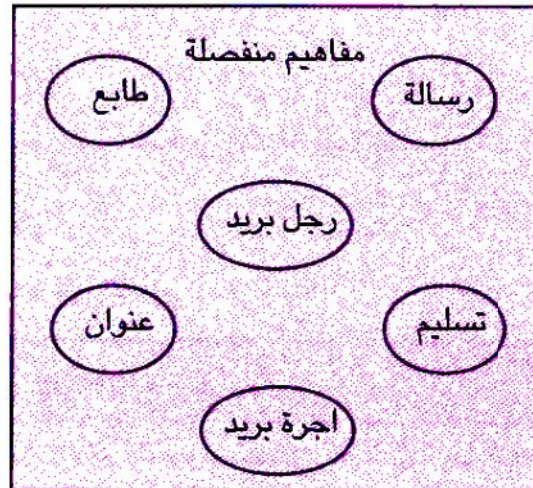 مفاهيم منفصلة
رسالة
طابع
رجل بريد
تسليم
عنوان
اجرة بريد